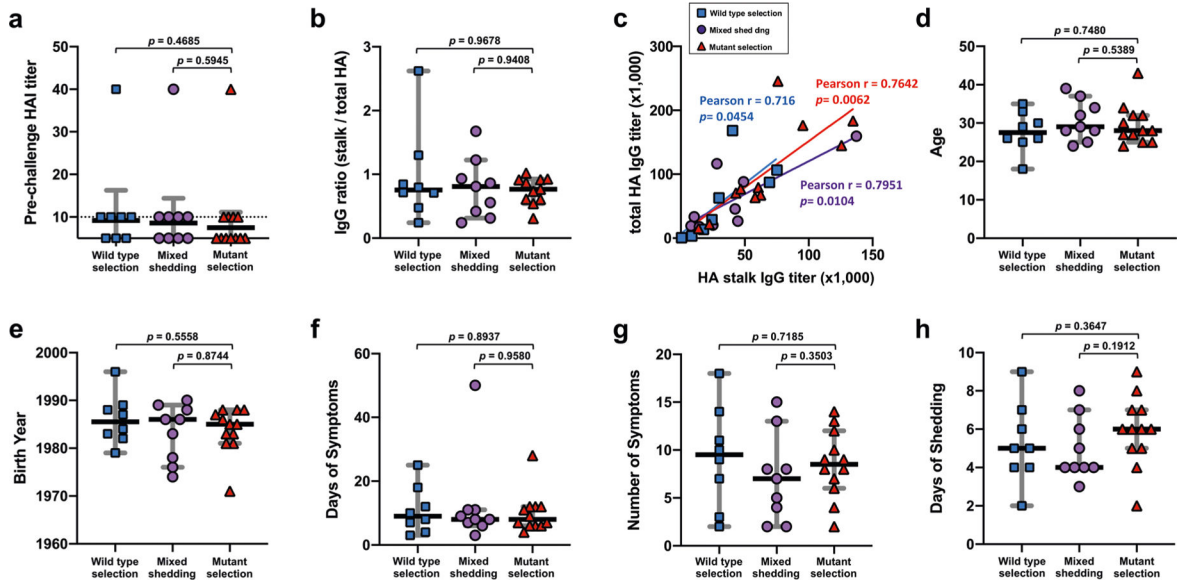 a
Pre-challenge HAI titer
50
40
30
20
10
p = 0.4685
p = 0.5945
Wild type selection
Mixed shedding
Mutant selection
b
IgG ratio (stalk / total HA)
3
2
1
0
p = 0.9678
p = 0.9408
Wild type selection
Mixed shedding
Mutant selection
c
Wild type selection
Mixed shed dng
Mutant selection
total HA IgG titer (x1,000)
300
200
100
0
Pearson r = 0.716
p= 0.0454
Pearson r = 0.7642
p= 0.0062
Pearson r = 0.7951
p= 0.0104
0 50 100 150
HA stalk IgG titer (x1,000)
d
Age
50
40
30
20
10
p = 0.7480
p = 0.5389
Wild type selection
Mixed shedding
Mutant selection
e
Birth Year
2000
1990
1980
1970
1960
p = 0.5558
p = 0.8744
Wild type selection
Mixed shedding
Mutant selection
f
Days of Symptoms
60
40
20
0
p = 0.8937
p = 0.9580
Wild type selection
Mixed shedding
Mutant selection
g
Number of Symptoms
20
15
10
5
0
p = 0.7185
p = 0.3503
Wild type selection
Mixed shedding
Mutant selection
h
Days of Shedding
10
8
6
4
2
0
p = 0.3647
p = 0.1912
Wild type selection
Mixed shedding
Mutant selection